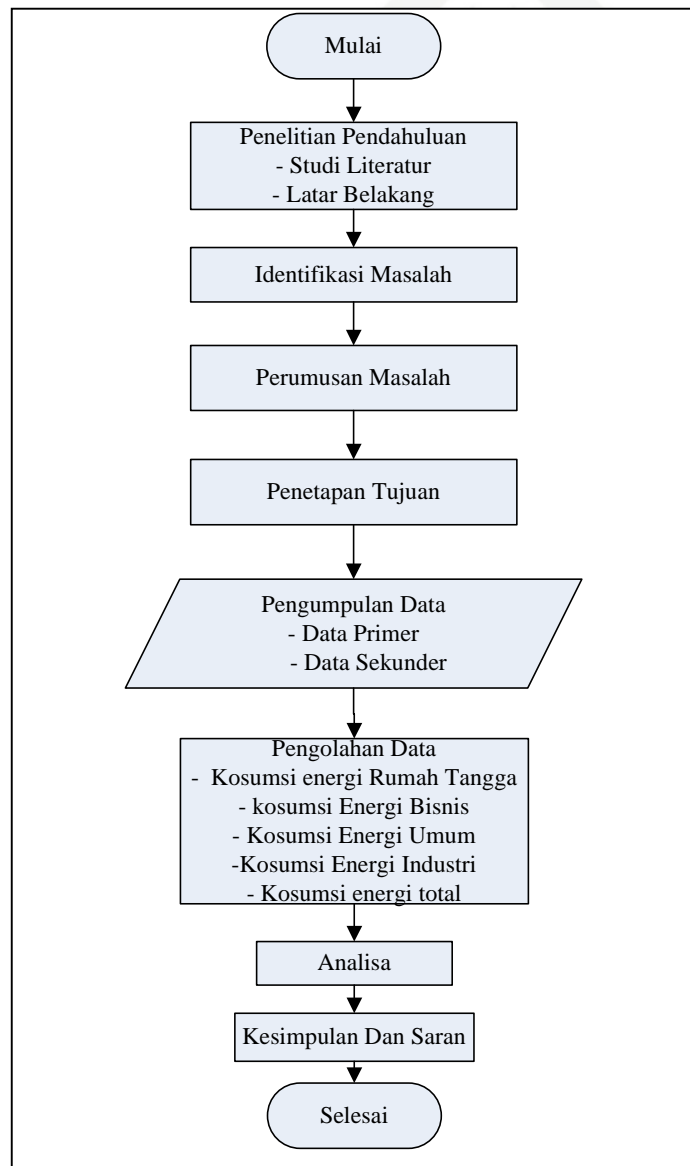 Mulai
Penelitian Pendahuluan
- Studi Literatur
- Latar Belakang
Identifikasi Masalah
Perumusan Masalah
Penetapan Tujuan
Pengumpulan Data
- Data Primer
- Data Sekunder
Pengolahan Data
- Kosumsi energi Rumah Tangga
- kosumsi Energi Bisnis
- Kosumsi Energi Umum
-Kosumsi Energi Industri
- Kosumsi energi total
Analisa
Kesimpulan Dan Saran
Selesai